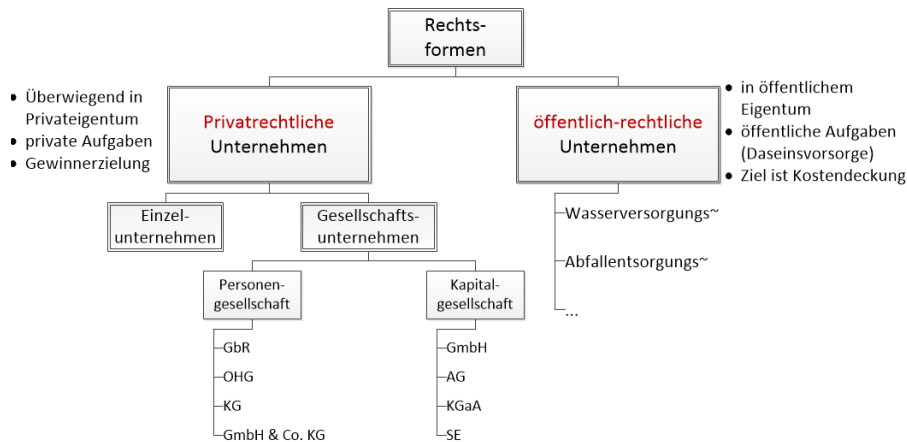 Rechts-
formen
• Überwiegend in
Privateigentum
• private Aufgaben
• Gewinnerzielung
Privatrechtliche
Unternehmen
öffentlich-rechtliche
Unternehmen
• in öffentlichem
Eigentum
• öffentliche Aufgaben
(Daseinsvorsorge)
• Ziel ist Kostendeckung
Einzel-
unternehmen
Gesellschafts-
unternehmen
Wasserversorgungs~
Abfallentsorgungs~
...
Personen-
gesellschaft
Kapital-
gesellschaft
GbR
OHG
KG
GmbH & Co. KG
GmbH
AG
KGaA
SE